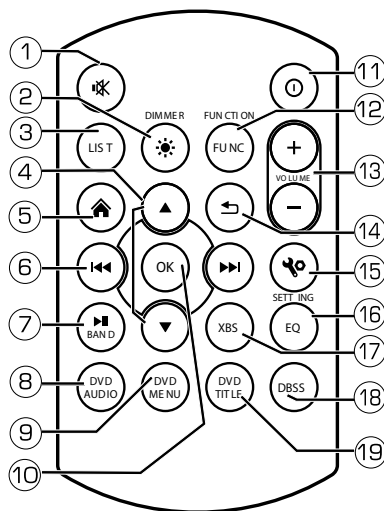 1
11
2
DIMMER
FUNCTION
12
3
LIST
FUNC
+
4
VOLUME
13
5
−
14
6
OK
15
SETTING
7
BAND
XBS
EQ
16
17
8
DVD
AUDIO
DVD
MENU
DVD
TITLE
DBSS
18
9
10
19